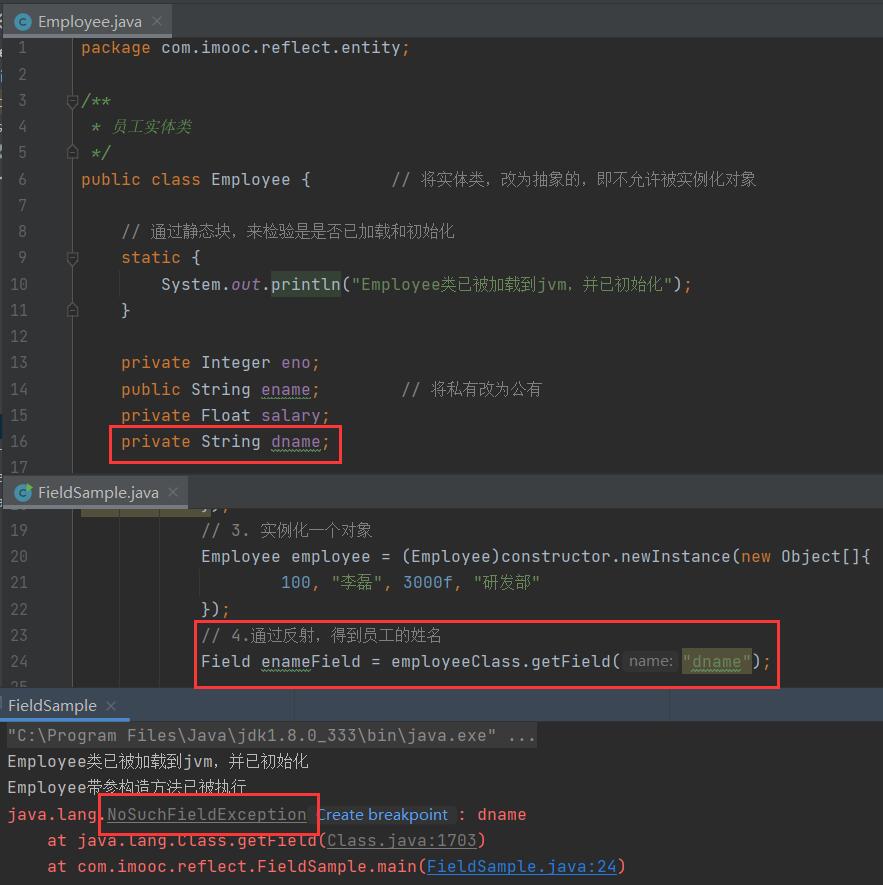 Employee.java
1 package com.imooc.reflect.entity;
2
3 /**
4 * 员工实体类
5 */
6 public class Employee { // 将实体类，改为抽象的，即不允许被实例化对象
7
8 // 通过静态块，来检验是是否已加载和初始化
9 static {
10 System.out.println("Employee类已被加载到jvm，并已初始化");
11 }
12
13 private Integer eno;
14 public String ename; // 将私有改为公有
15 private Float salary;
16 private String dname;
17
FieldSample.java
19 // 3. 实例化一个对象
20 Employee employee = (Employee)constructor.newInstance(new Object[]{
21 100, "李磊", 3000f, "研发部"
22 });
23 // 4.通过反射，得到员工的姓名
24 Field enameField = employeeClass.getField( name: "dname");
FieldSample
"C:\Program Files\Java\jdk1.8.0_333\bin\java.exe" ...
Employee类已被加载到jvm，并已初始化
Employee带参构造方法已被执行
java.lang.NoSuchFieldException Create breakpoint : dname
at java.lang.Class.getField(Class.java:1703)
at com.imooc.reflect.FieldSample.main(FieldSample.java:24)